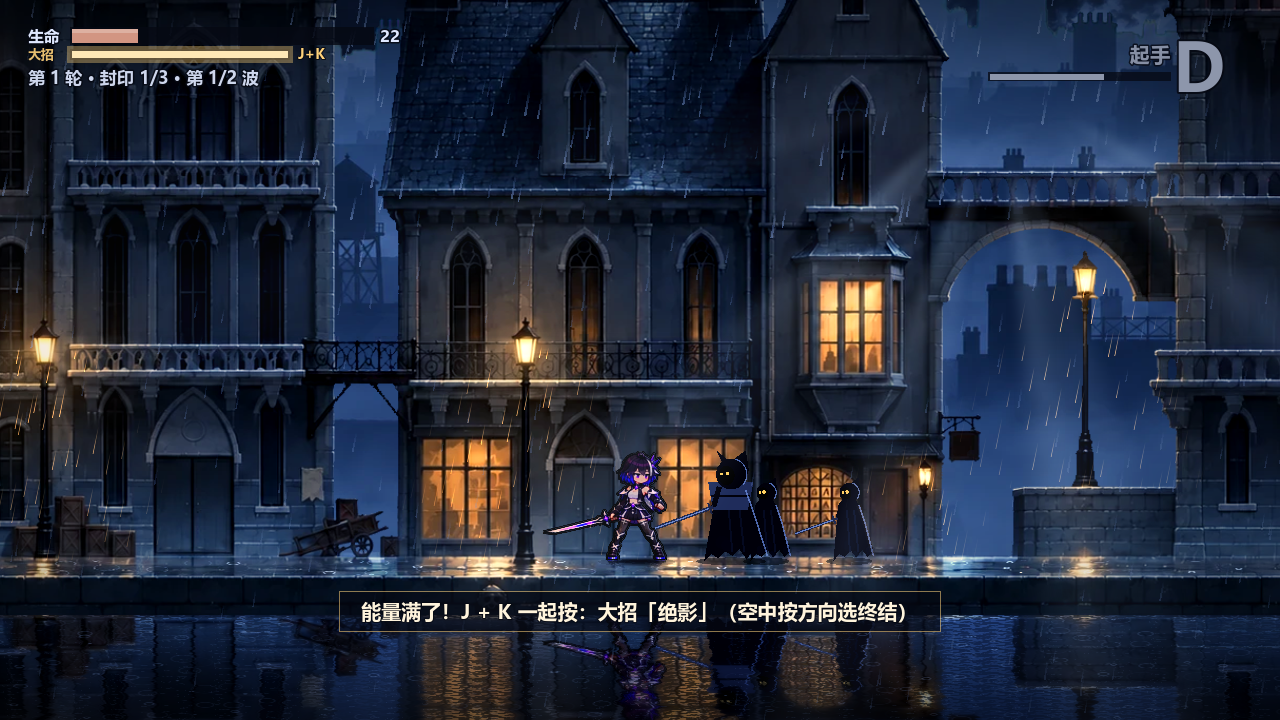 生命 22
大招 J+K
第 1 轮·封印 1/3·第 1/2 波
起手 D
能量满了！J + K 一起按：大招「绝影」（空中按方向选终结）